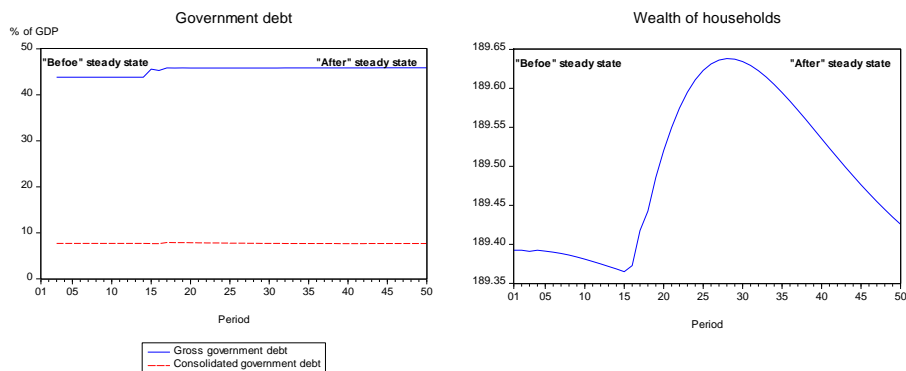 Government debt
% of GDP
50
40
30
20
10
0
"Befoe" steady state
"After" steady state
01 05 10 15 20 25 30 35 40 45 50
Period
Gross government debt
Consolidated government debt
Wealth of households
189.65
189.60
189.55
189.50
189.45
189.40
189.35
"Befoe" steady state
"After" steady state
01 05 10 15 20 25 30 35 40 45 50
Period